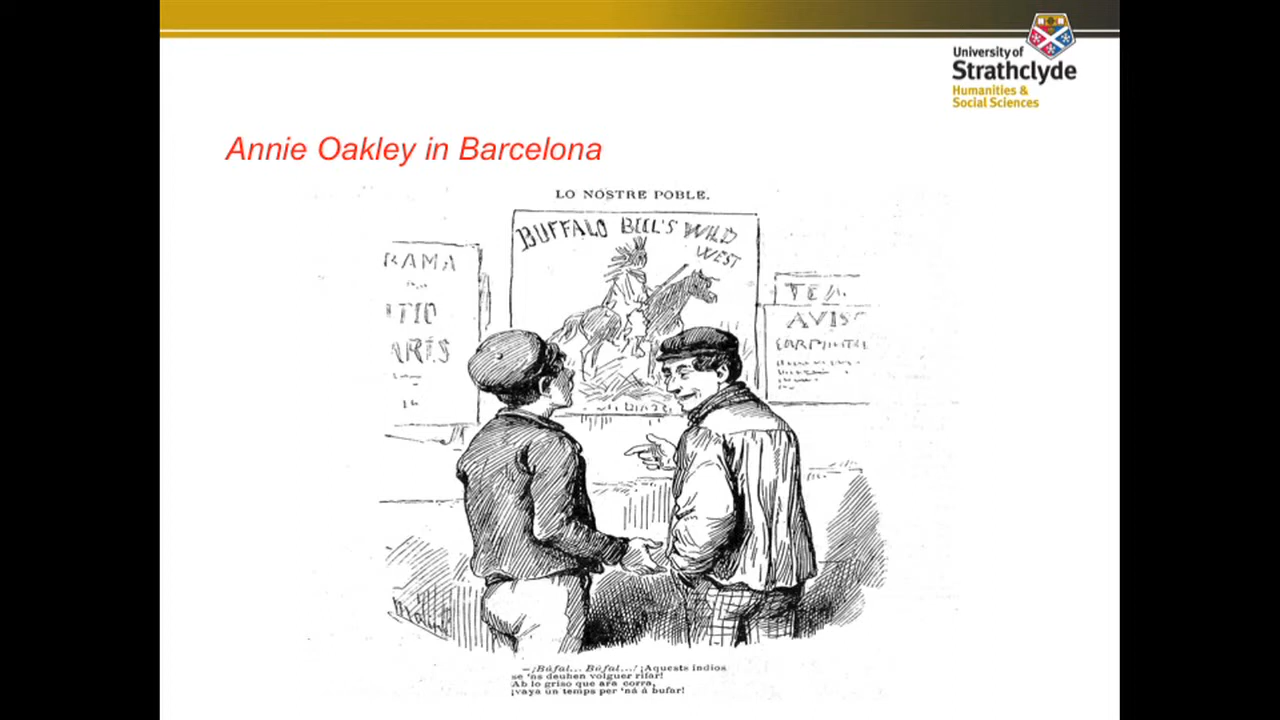 University of
Strathclyde
Humanities &
Social Sciences
Annie Oakley in Barcelona
LO NOSTRE POBLE.
BUFFALO BILL'S WILD
WEST
RAMA
TEA
AVIS
—¡Búfal... Búfal...! ¡Aquests indios
se 'ns deuhen volguer rifar!
Ab lo griso que ara corra,
¡vaya un temps per 'ná á bufar!